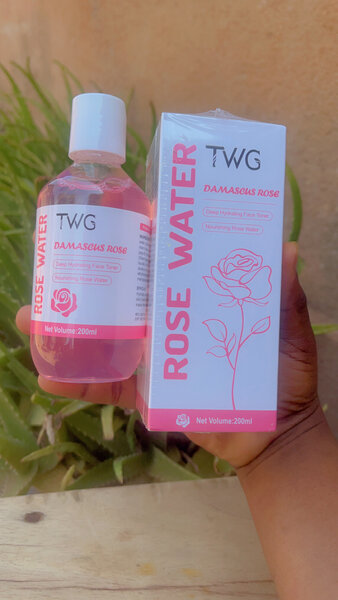 TWG
DAMASCUS ROSE
Deep Hydrating Face Toner
Nourishing Rose Water
ROSE WATER
Net Volume:200ml
TWG
DAMASCUS ROSE
Deep Hydrating Face Toner
Nourishing Rose Water
ROSE WATER
Net Volume:200ml